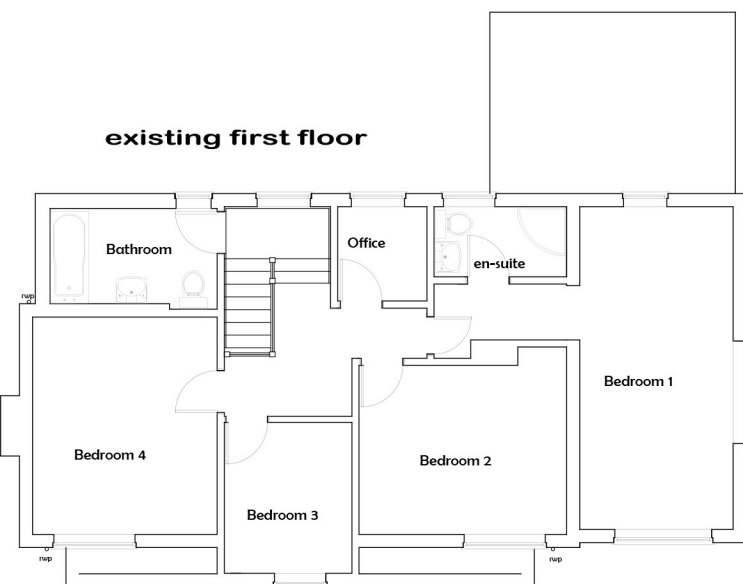 existing first floor
Bathroom
Office
en-suite
rwp
Bedroom 1
Bedroom 4
Bedroom 2
Bedroom 3
rwp
rwp